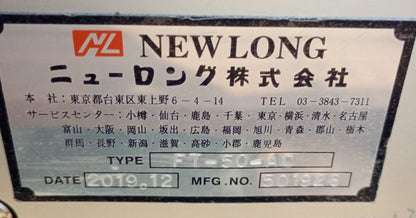 NL NEWLONG
ニューロング株式会社
本社：東京都台東区東上野6-4-14 TEL 03-3843-7311
サービスセンター：小樽・仙台・鹿島・千葉・東京・横浜・清水・名古屋
富山・大阪・岡山・坂出・広島・福岡・旭川・青森・郡山・栃木
群馬・長野・新潟・滋賀・高砂・小郡・鹿児島
TYPE FT-50-AC
DATE 2019.12 MFG.NO. 501926